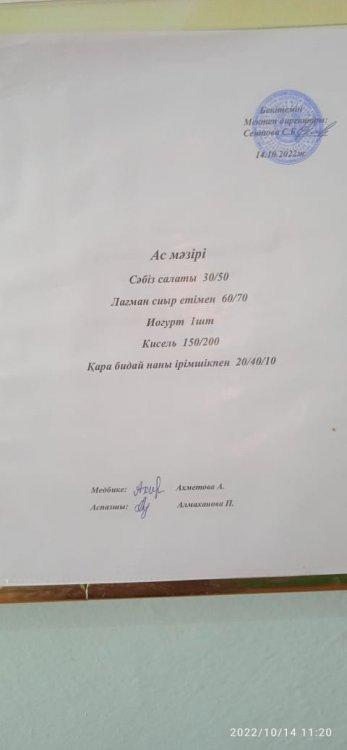 Бекітемін
Мектеп директоры:
Сейтова С.К
14.10.2022ж.
Ас мәзірі
Сәбіз салаты 30/50
Лагман сиыр етімен 60/70
Иогурт 1шт
Кисель 150/200
Қара бидай наны ірімшікпен 20/40/10
Медбике: Ахметова А.
Аспазшы: Алмаханова П.
2022/10/14 11:20